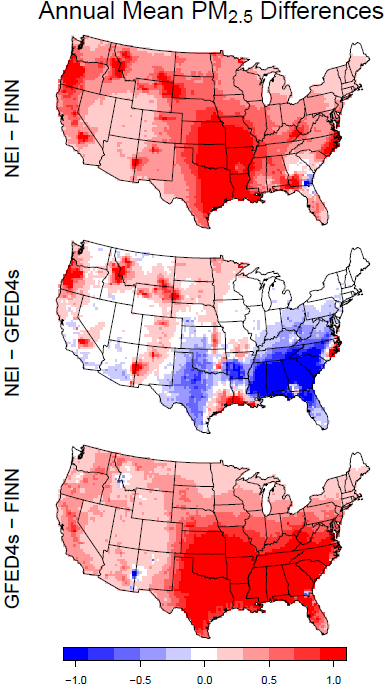 Annual Mean PM2.5 Differences
NEI − FINN
NEI − GFED4s
GFED4s − FINN
−1.0 −0.5 0.0 0.5 1.0